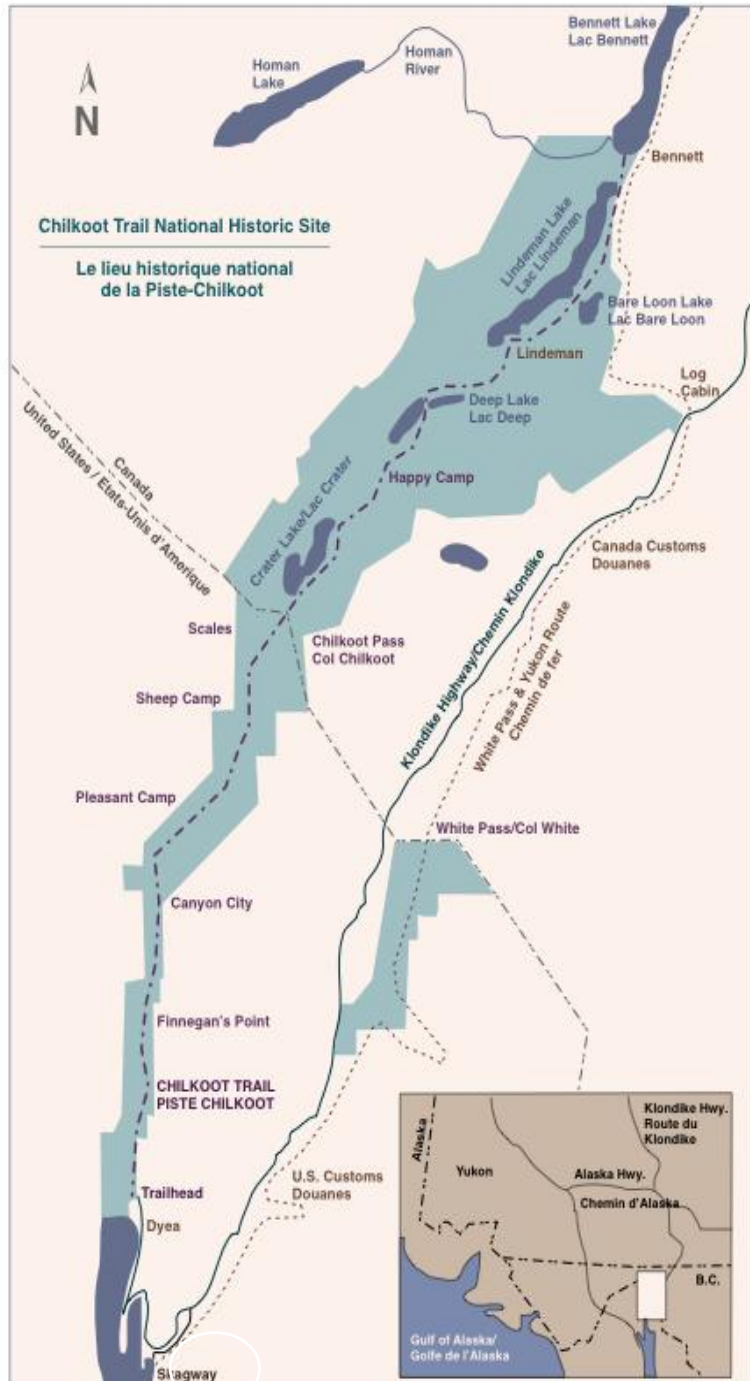 Bennett Lake
Lac Bennett
Homan
River
Homan
Lake
N
Bennett
Chilkoot Trail National Historic Site
Le lieu historique national
de la Piste-Chilkoot
Lindeman Lake
Lac Lindeman
Bare Loon Lake
Lac Bare Loon
Lindeman
Log
Cabin
Deep Lake
Lac Deep
Canada
United States / Etats-Unis d'Amerique
Happy Camp
Crater Lake/Lac Crater
Canada Customs
Douanes
Scales
Chilkoot Pass
Col Chilkoot
Klondike Highway/Chemin Klondike
White Pass & Yukon Route
Chemin de fer
Sheep Camp
Pleasant Camp
White Pass/Col White
Canyon City
Finnegan's Point
CHILKOOT TRAIL
PISTE CHILKOOT
Trailhead
Dyea
U.S. Customs
Douanes
Skagway
Klondike Hwy.
Route du
Klondike
Alaska
Yukon
Alaska Hwy.
Chemin d'Alaska
B.C.
Gulf of Alaska/
Golfe de l'Alaska